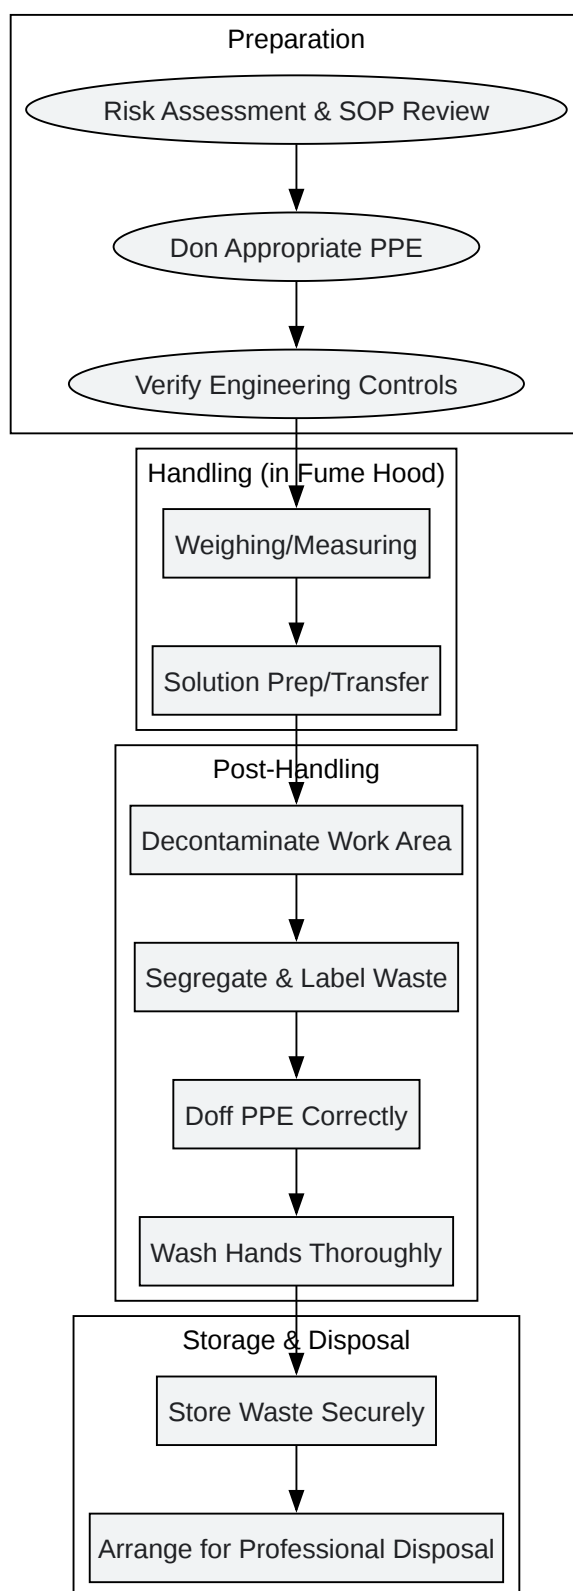 Preparation
Risk Assessment & SOP Review
Don Appropriate PPE
Verify Engineering Controls
Handling (in Fume Hood)
Weighing/Measuring
Solution Prep/Transfer
Post-Handling
Decontaminate Work Area
Segregate & Label Waste
Doff PPE Correctly
Wash Hands Thoroughly
Storage & Disposal
Store Waste Securely
Arrange for Professional Disposal